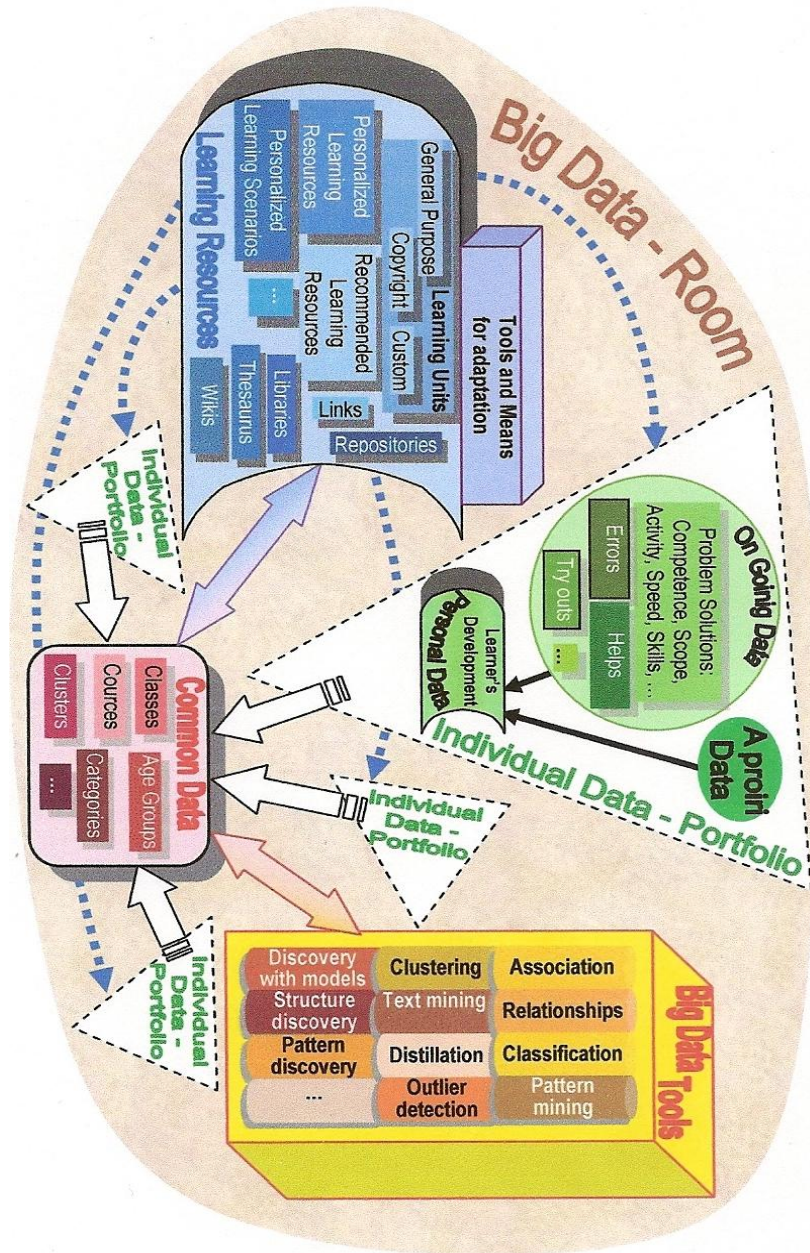 Big Data - Room
Tools and Means
for adaptation
Learning Units
General Purpose
Copyright
Custom
Personalized
Learning
Resources
Recommended
Learning
Resources
Links
Repositories
Personalized
Learning Scenarios
...
Libraries
Thesaurus
Wikis
Learning Resources
On Goinig Data
Problem Solutions:
Competence, Scope,
Activity, Speed, Skills, ...
Errors
Helps
Try outs
...
A proiri
Data
Learner's
Development
Personal Data
Individual Data - Portfolio
Individual
Data -
Portfolio
Individual
Data -
Portfolio
Individual
Data -
Portfolio
Common Data
Classes
Age Groups
Cources
Categories
Clusters
...
Big Data
Tools
Association
Relationships
Classification
Pattern
mining
Clustering
Text mining
Distillation
Outlier
detection
Discovery
with models
Structure
discovery
Pattern
discovery
...